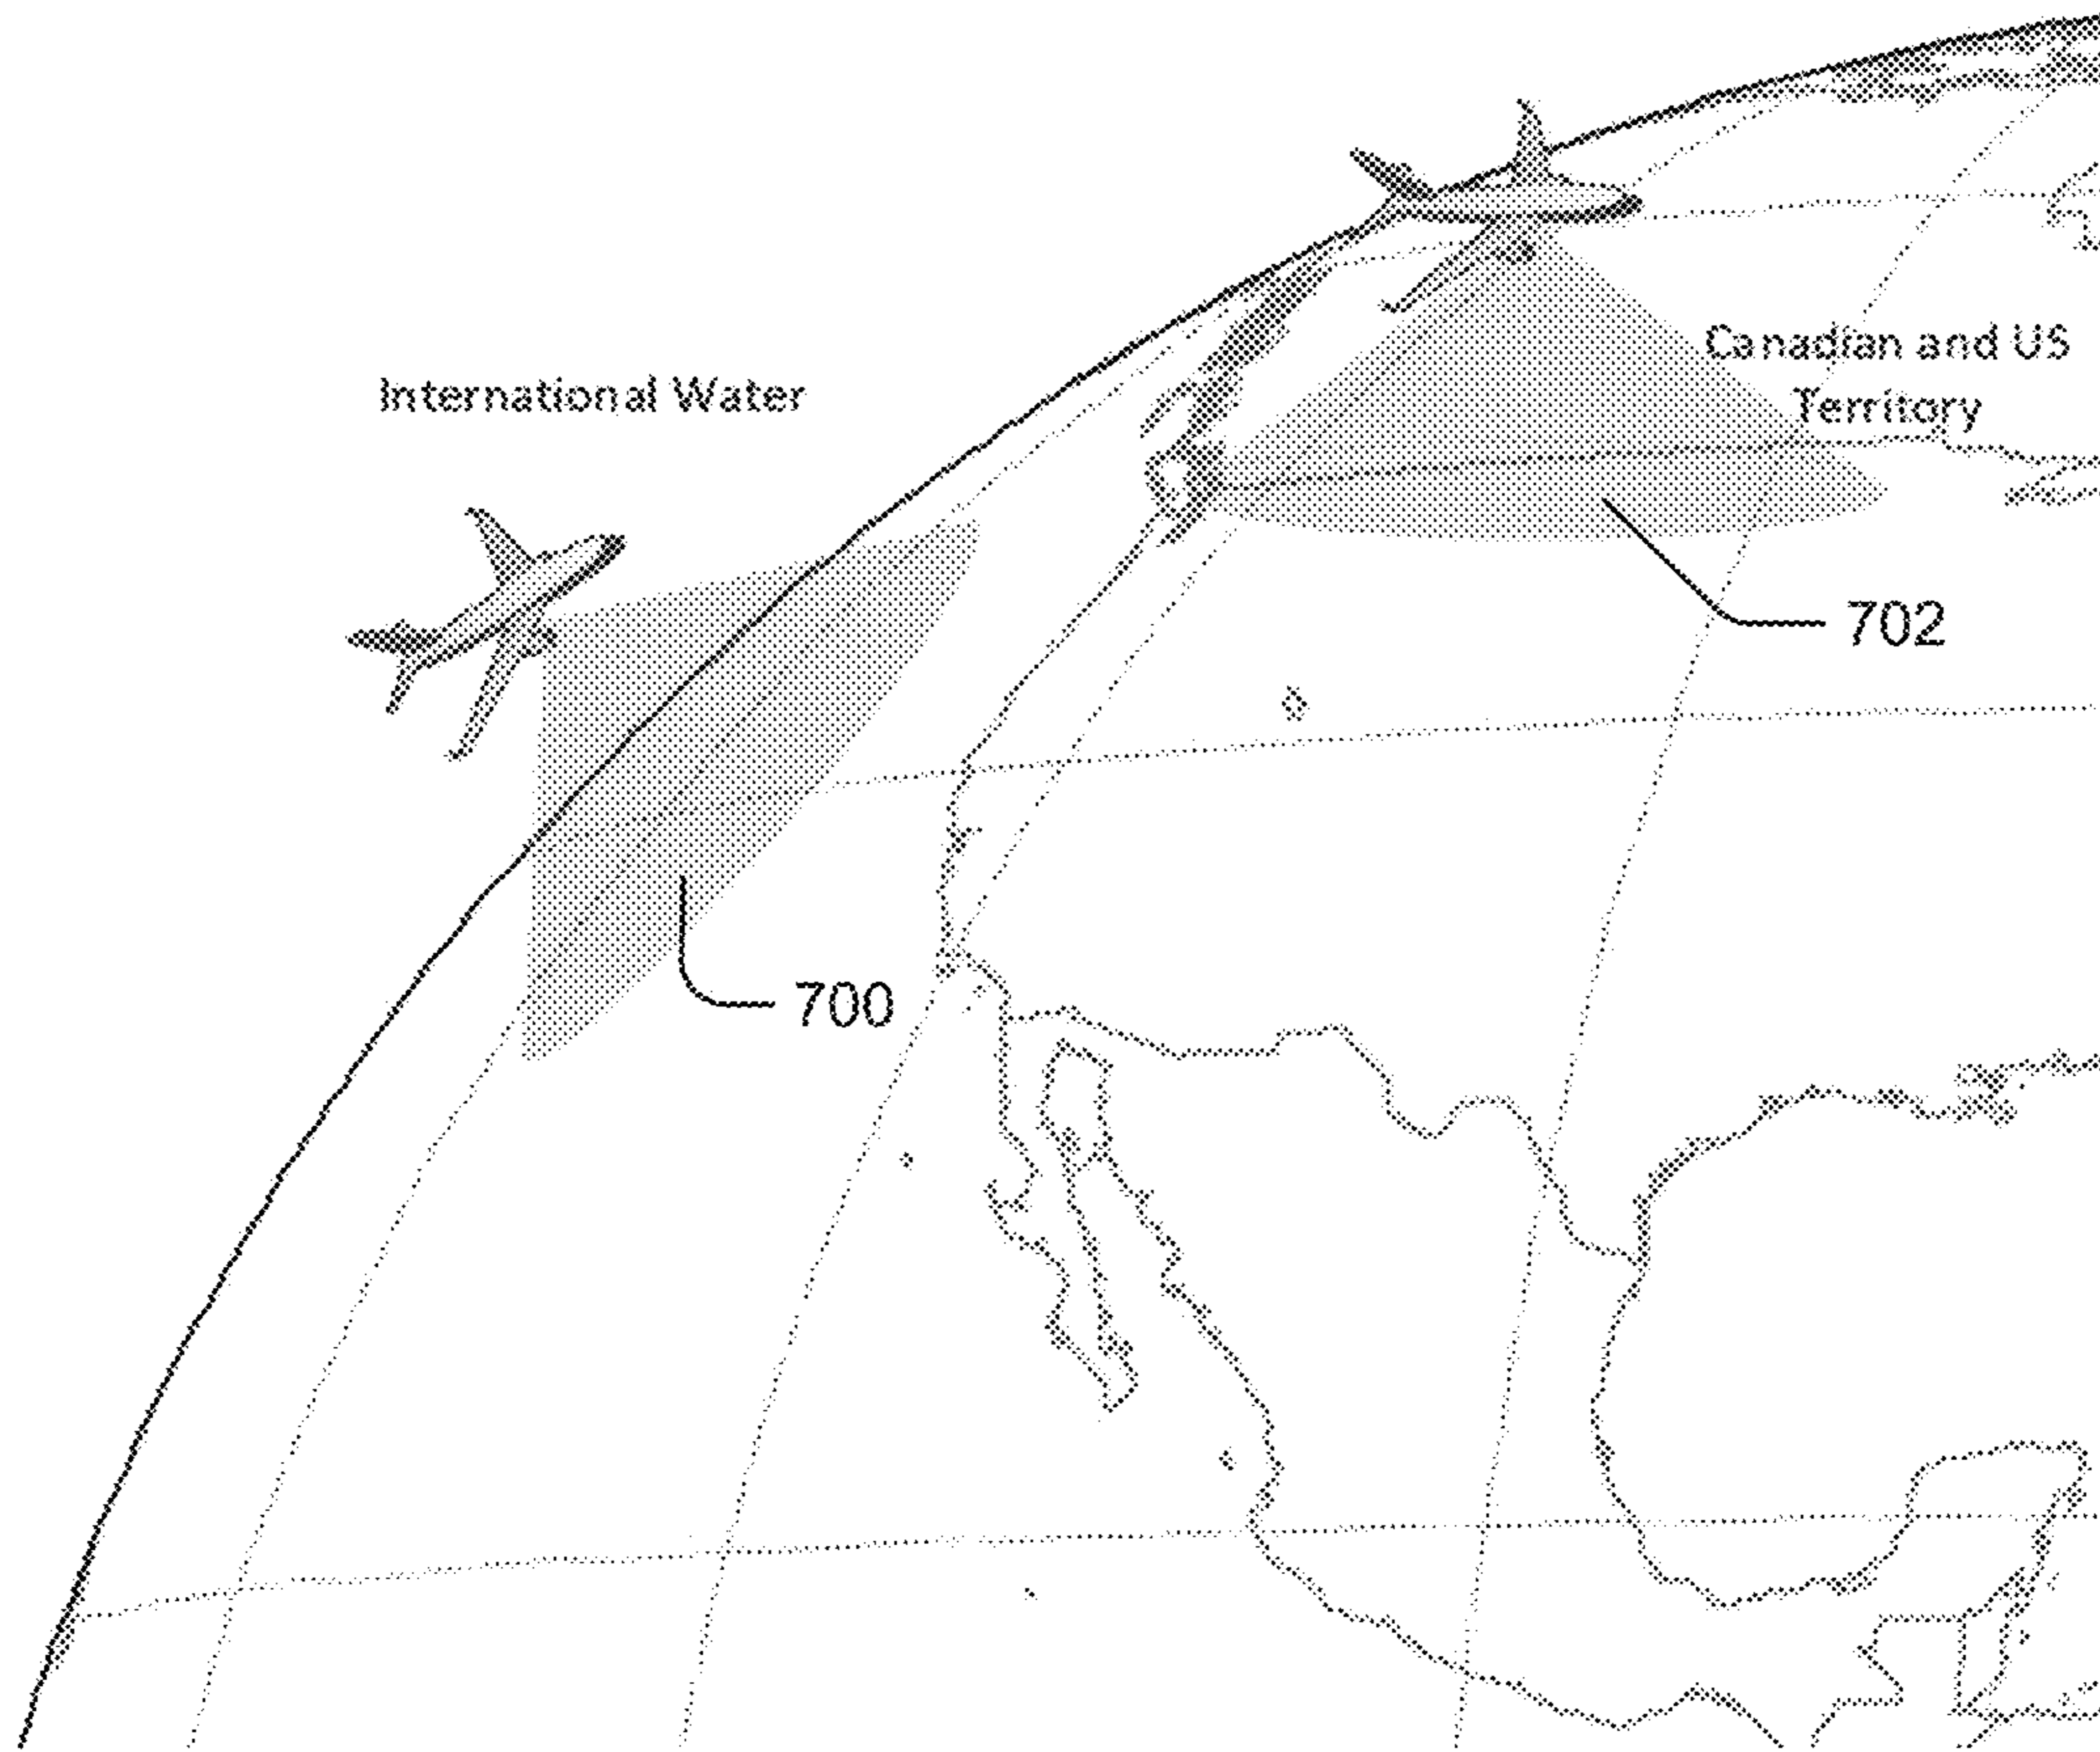 Canadian and US
Territory
International Water
702
700